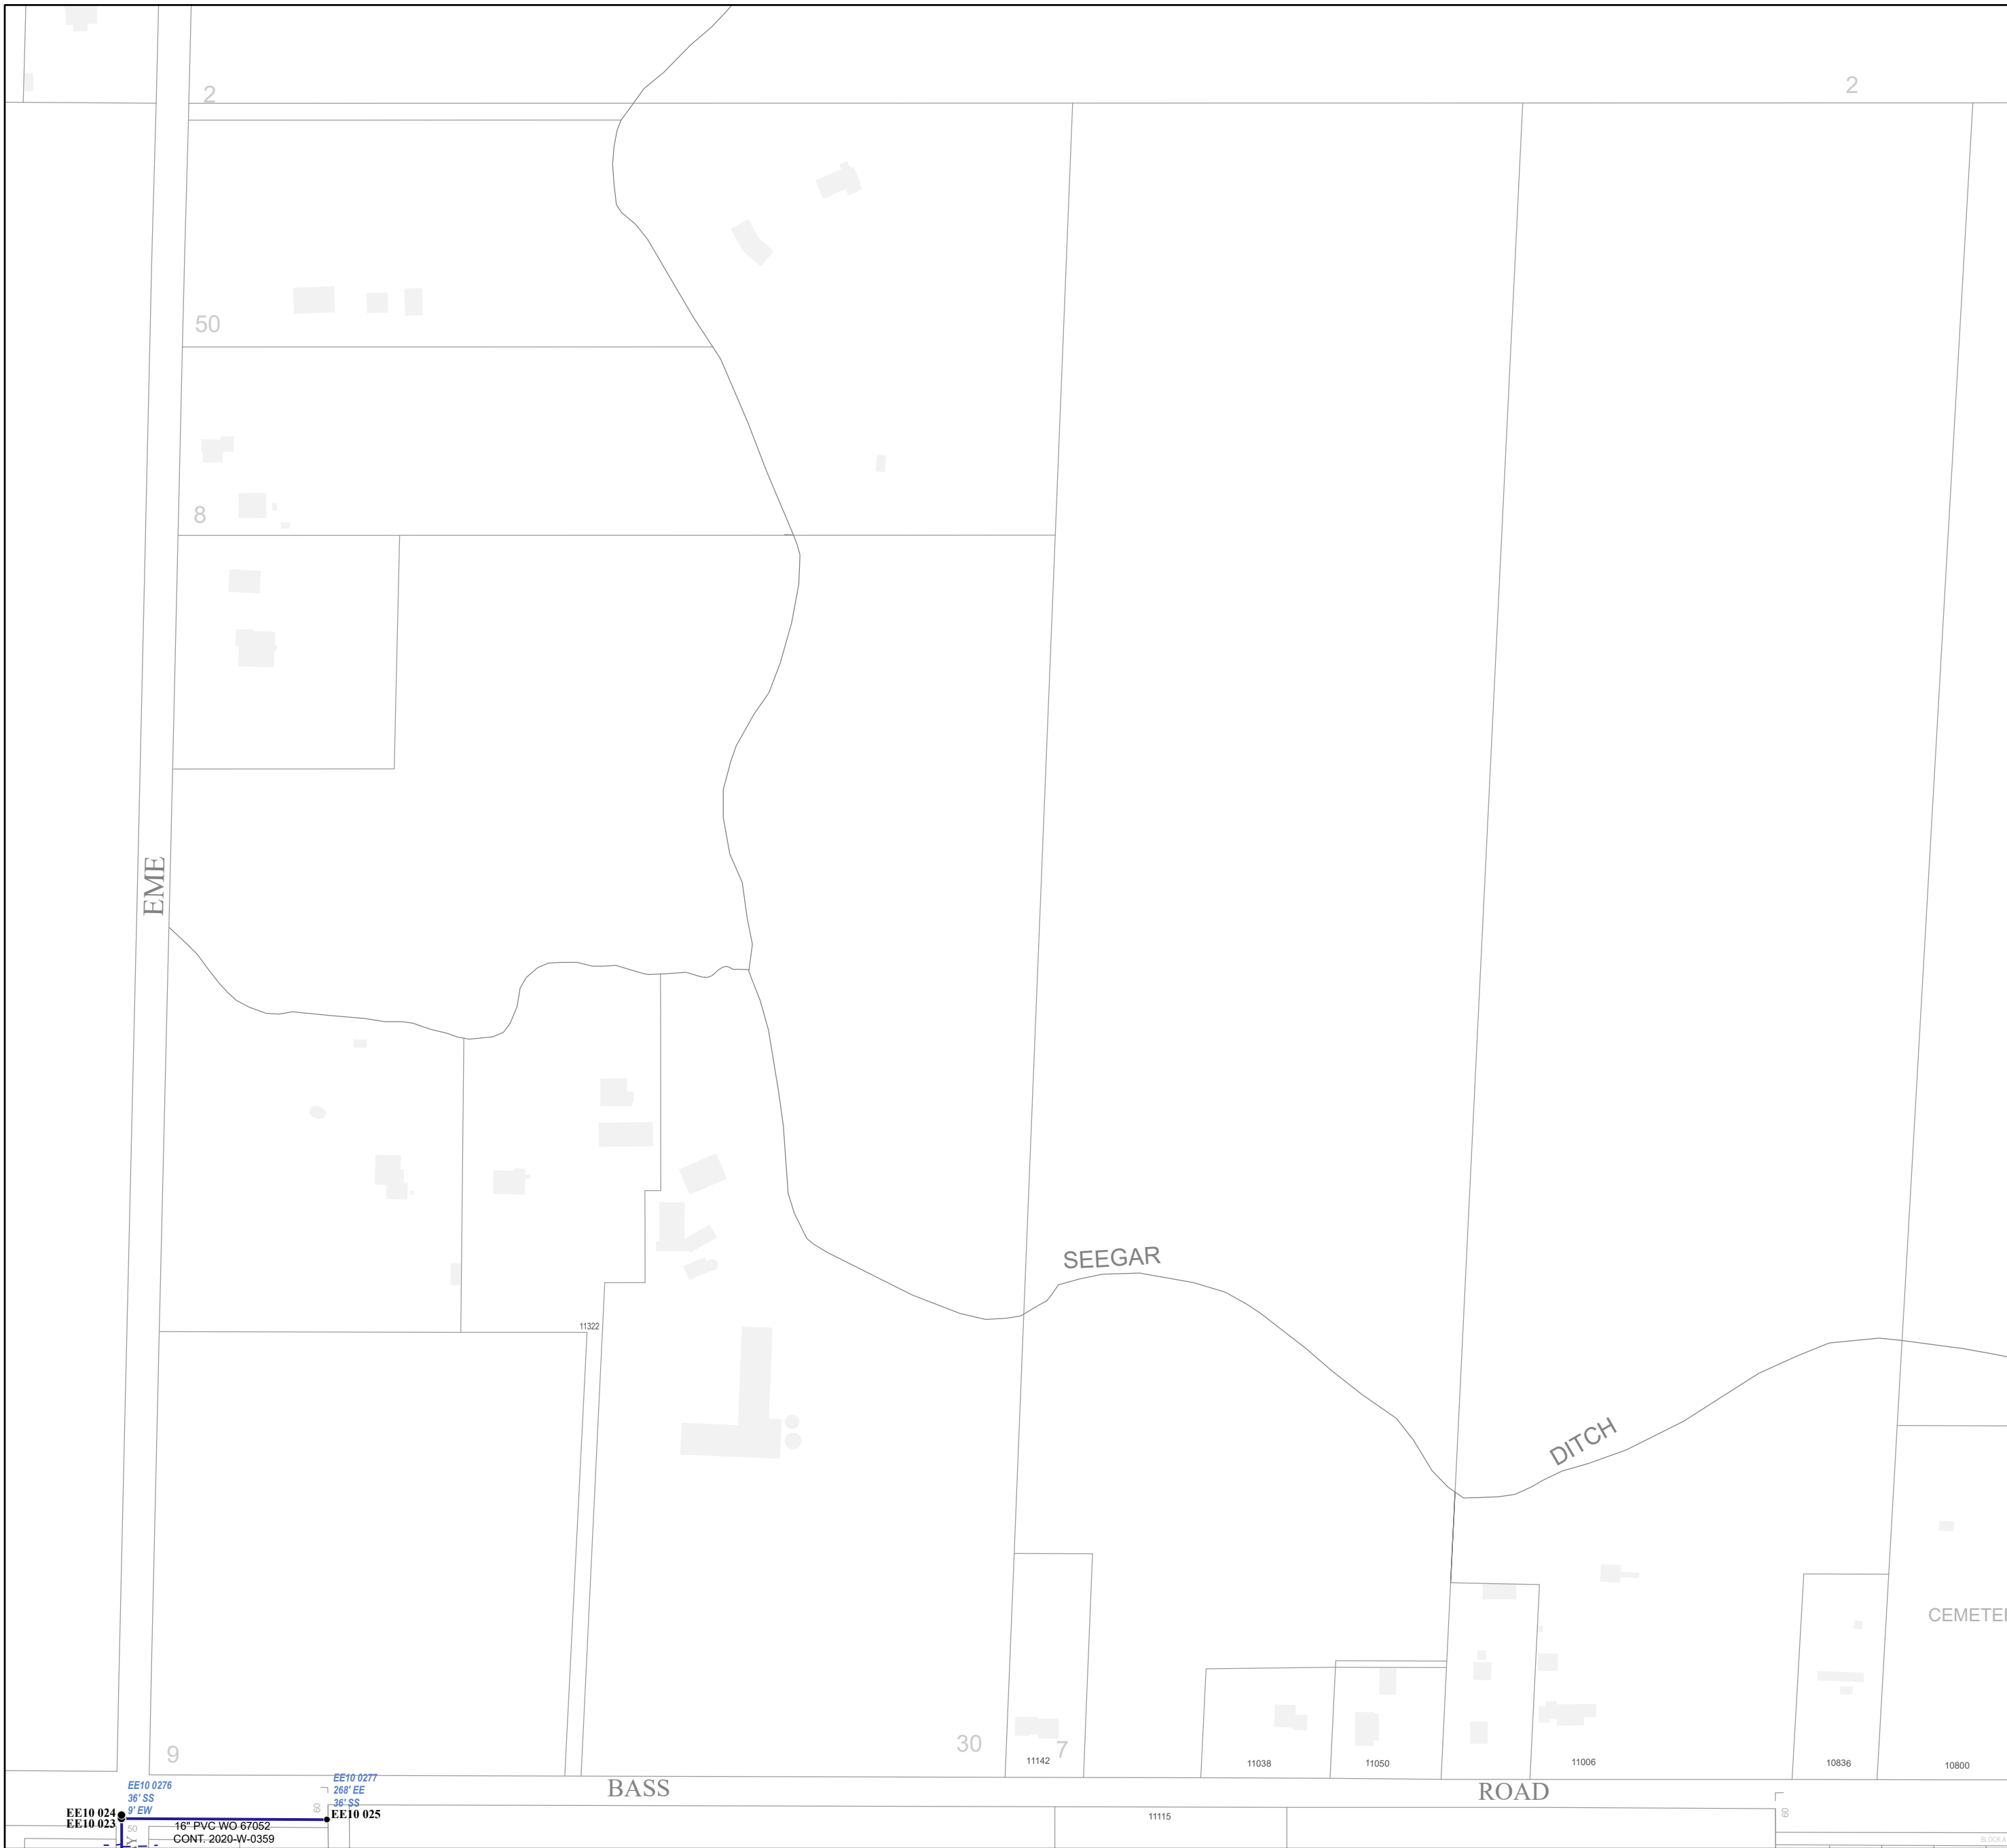 2
2
50
8
EME
SEEGAR
11322
DITCH
9
30
7
11142
11038
11050
11006
10836
10800
BASS
ROAD
EE10 0276
36' SS
9' EW
EE10 0277
268' EE
36' SS
EE10 024
EE10 023
EE10 025
60
60
50
Y
16" PVC WO 67052
CONT. 2020-W-0359
11115
BLOCK A